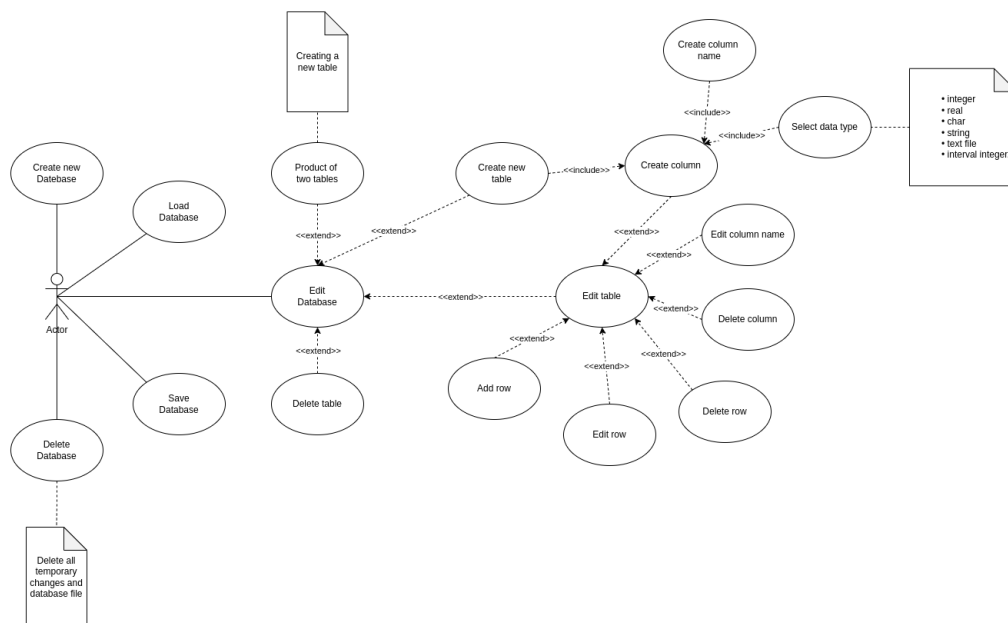 Creating a
new table
Create column
name
• integer
• real
• char
• string
• text file
• interval integer
<<include>>
Select data type
<<include>>
Create new
Datebase
Product of
two tables
Create new
table
<<include>>
Create column
Load
Database
<<extend>>
<<extend>>
<<extend>>
Edit column name
<<extend>>
Edit
Database
<<extend>>
Edit table
Delete column
<<extend>>
Actor
<<extend>>
<<extend>>
<<extend>>
<<extend>>
Save
Database
Delete table
Add row
Delete row
Edit row
Delete
Database
Delete all
temporary
changes and
database file